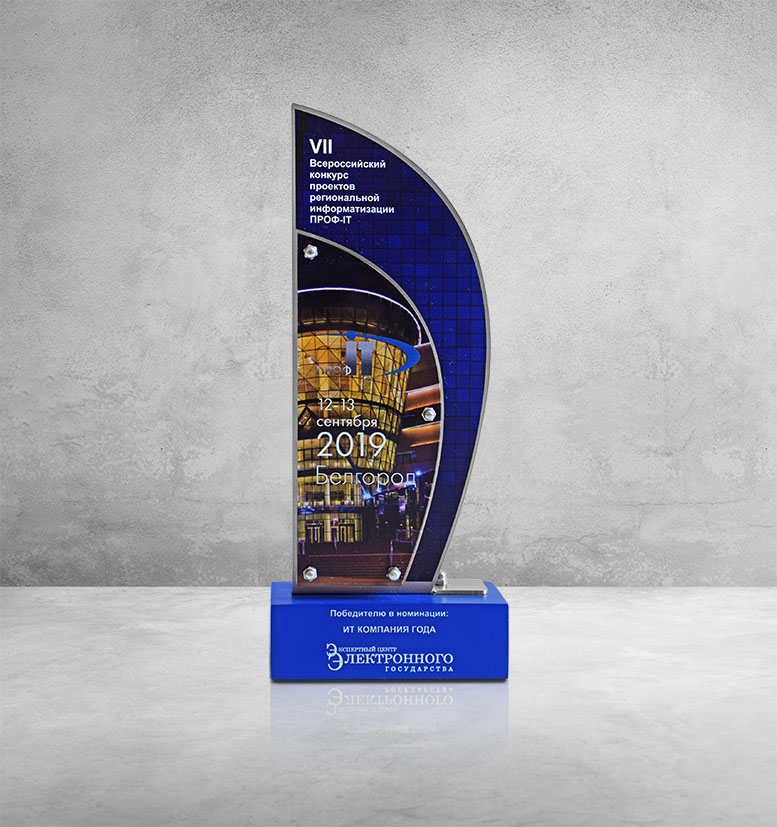 VII
Всероссийский
конкурс
проектов
региональной
информатизации
ПРОФ-IT
ПРОФ IT
12-13
сентября
2019
Белгород
Победителю в номинации:
ИТ КОМПАНИЯ ГОДА
ЭКСПЕРТНЫЙ ЦЕНТР
ЭЛЕКТРОННОГО
ГОСУДАРСТВА